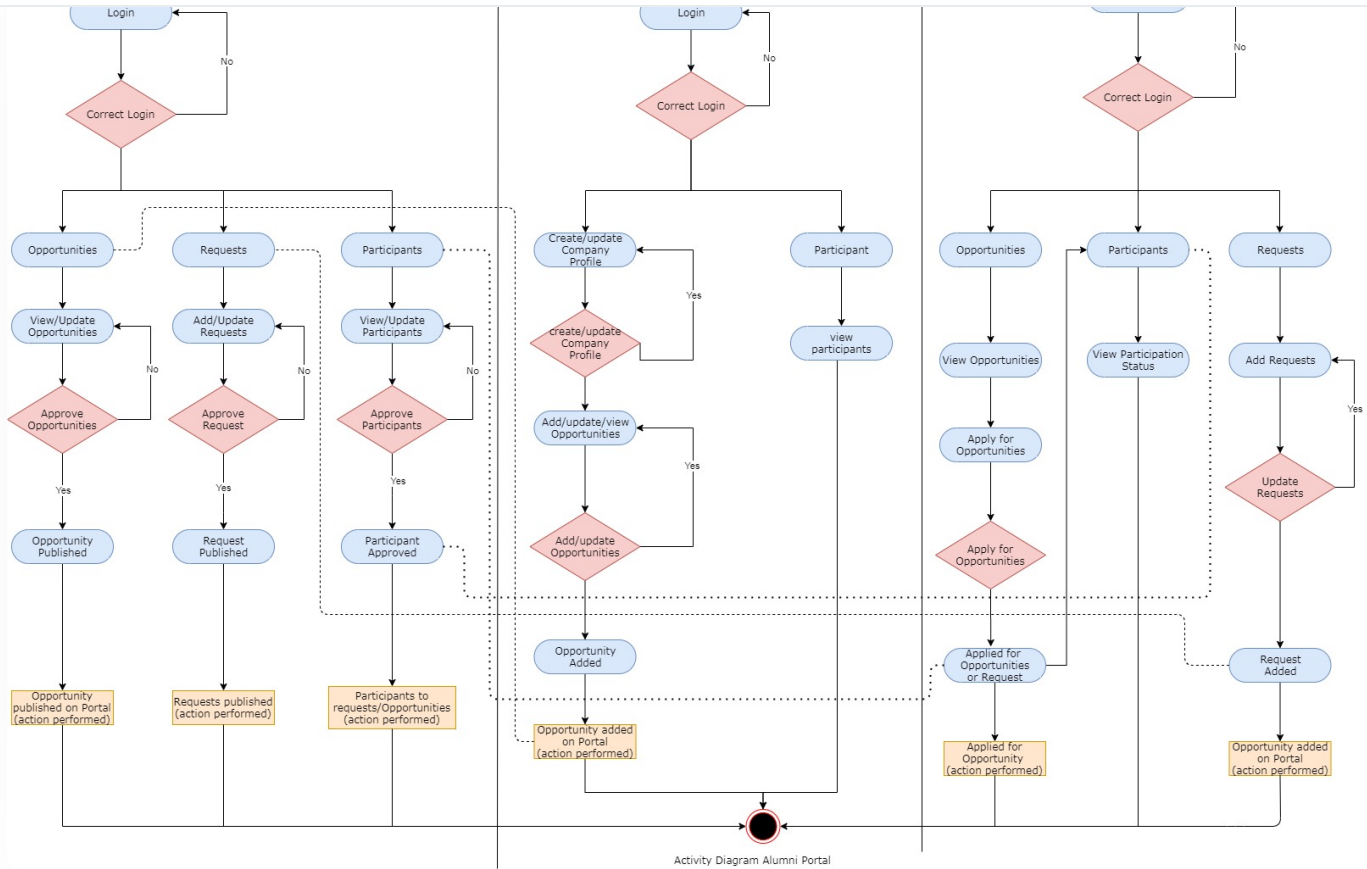 Login
No
Correct Login
Opportunities
Requests
Participants
View/Update
Opportunities
Add/Update
Requests
View/Update
Participants
No
No
No
Approve
Opportunities
Approve
Request
Approve
Participants
Yes
Yes
Yes
Opportunity
Published
Request
Published
Participant
Approved
Opportunity
published on Portal
(action performed)
Requests published
(action performed)
Participants to
requests/Opportunities
(action performed)
Login
No
Correct Login
Create/update
Company
Profile
Participant
Yes
create/update
Company
Profile
view
participants
Add/update/view
Opportunities
Yes
Add/update
Opportunities
Opportunity
Added
Opportunity added
on Portal
(action performed)
No
Correct Login
Opportunities
Participants
Requests
View Opportunities
View Participation
Status
Add Requests
Yes
Apply for
Opportunities
Update
Requests
Apply for
Opportunities
Applied for
Opportunities
or Request
Request
Added
Applied for
Opportunity
(action performed)
Opportunity added
on Portal
(action performed)
Activity Diagram Alumni Portal